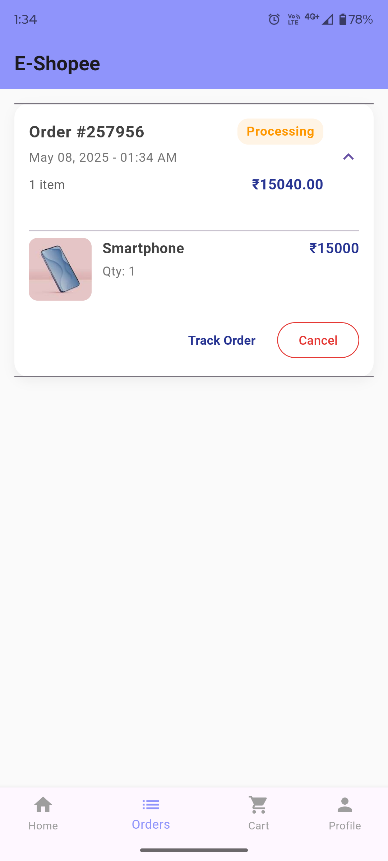 1:34 Vo)) LTE 4G+ 78%
E-Shopee
Order #257956 Processing
May 08, 2025 - 01:34 AM
1 item ₹15040.00
Smartphone ₹15000
Qty: 1
Track Order Cancel
Home Orders Cart Profile